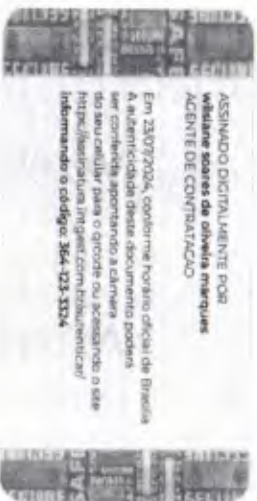 ASSINADO DIGITALMENTE POR
wilsiane soares de oliveira marques
AGENTE DE CONTRATACAO
Em 23/07/2024, conforme horário oficial de Brasília
A autenticidade deste documento poderá
ser conferida apontando a câmera
do seu celular para o qrcode ou acessando o site
informando o código: 364-123-3324